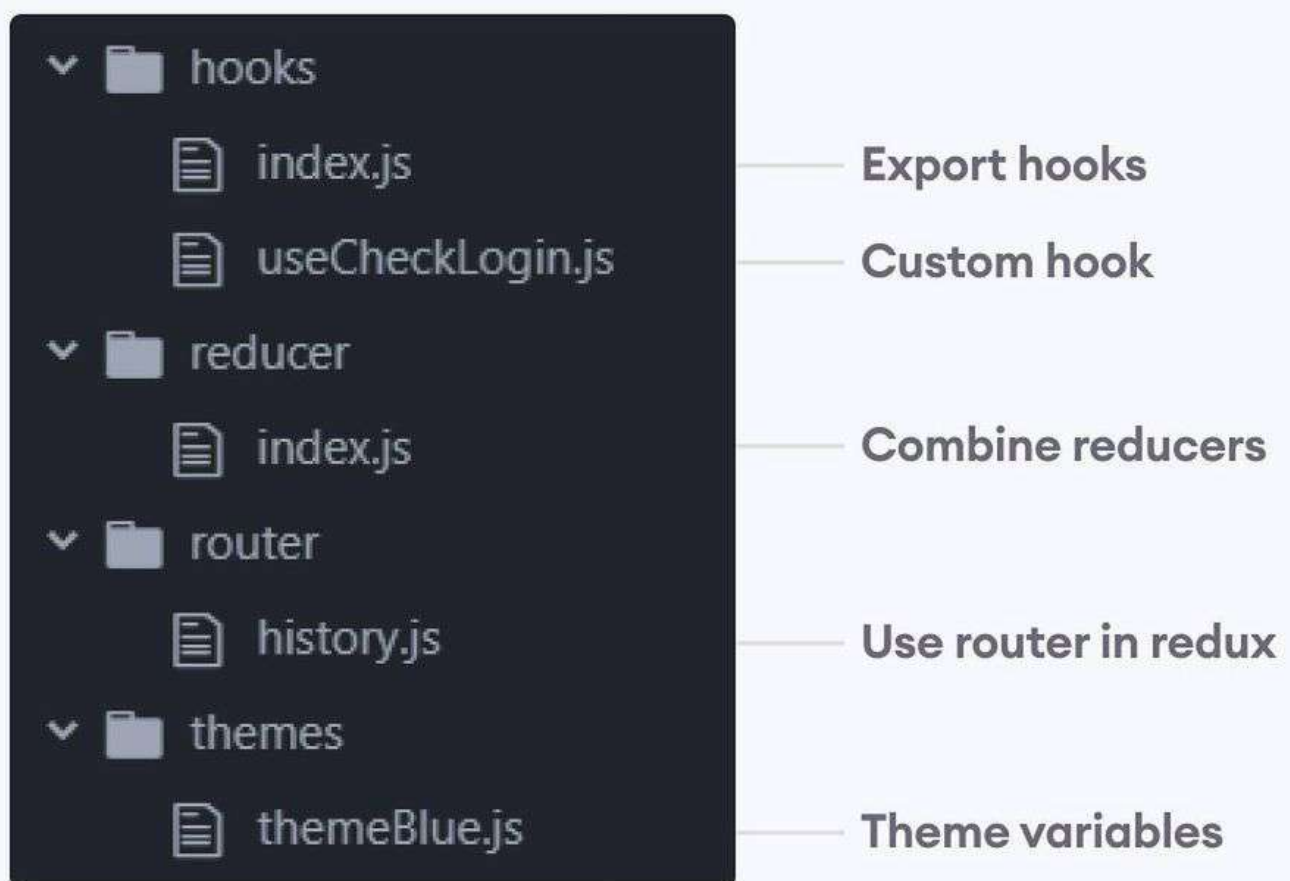 hooks
index.js Export hooks
useCheckLogin.js Custom hook
reducer
index.js Combine reducers
router
history.js Use router in redux
themes
themeBlue.js Theme variables